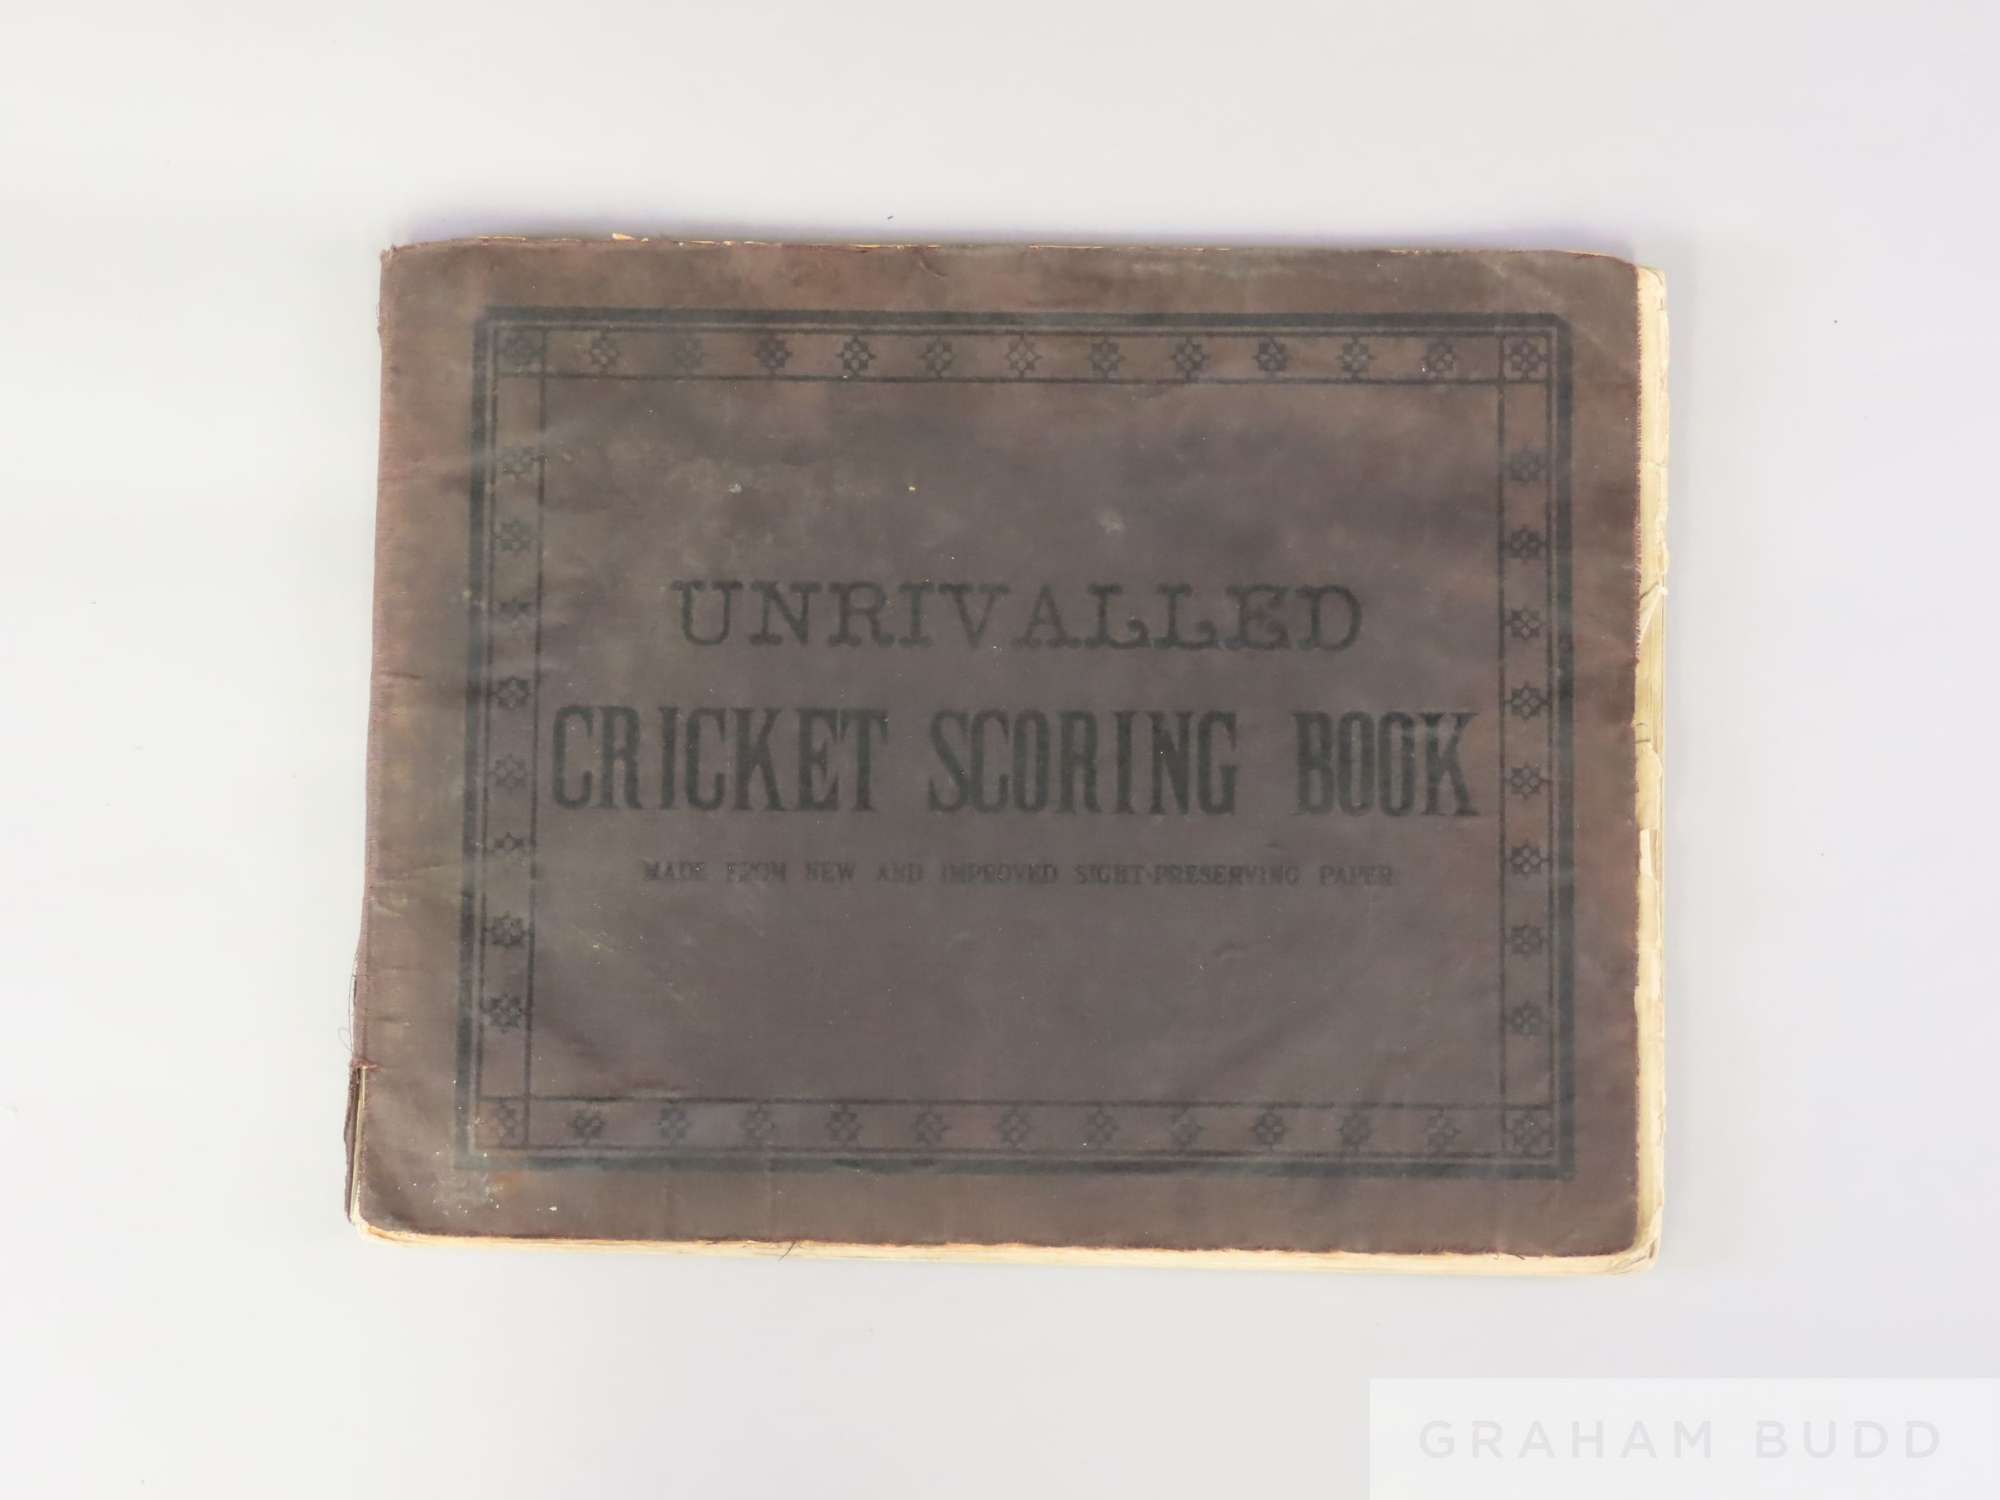 UNRIVALLED
CRICKET SCORING BOOK
MADE FROM NEW AND IMPROVED SIGHT-PRESERVING PAPER
GRAHAM BUDD